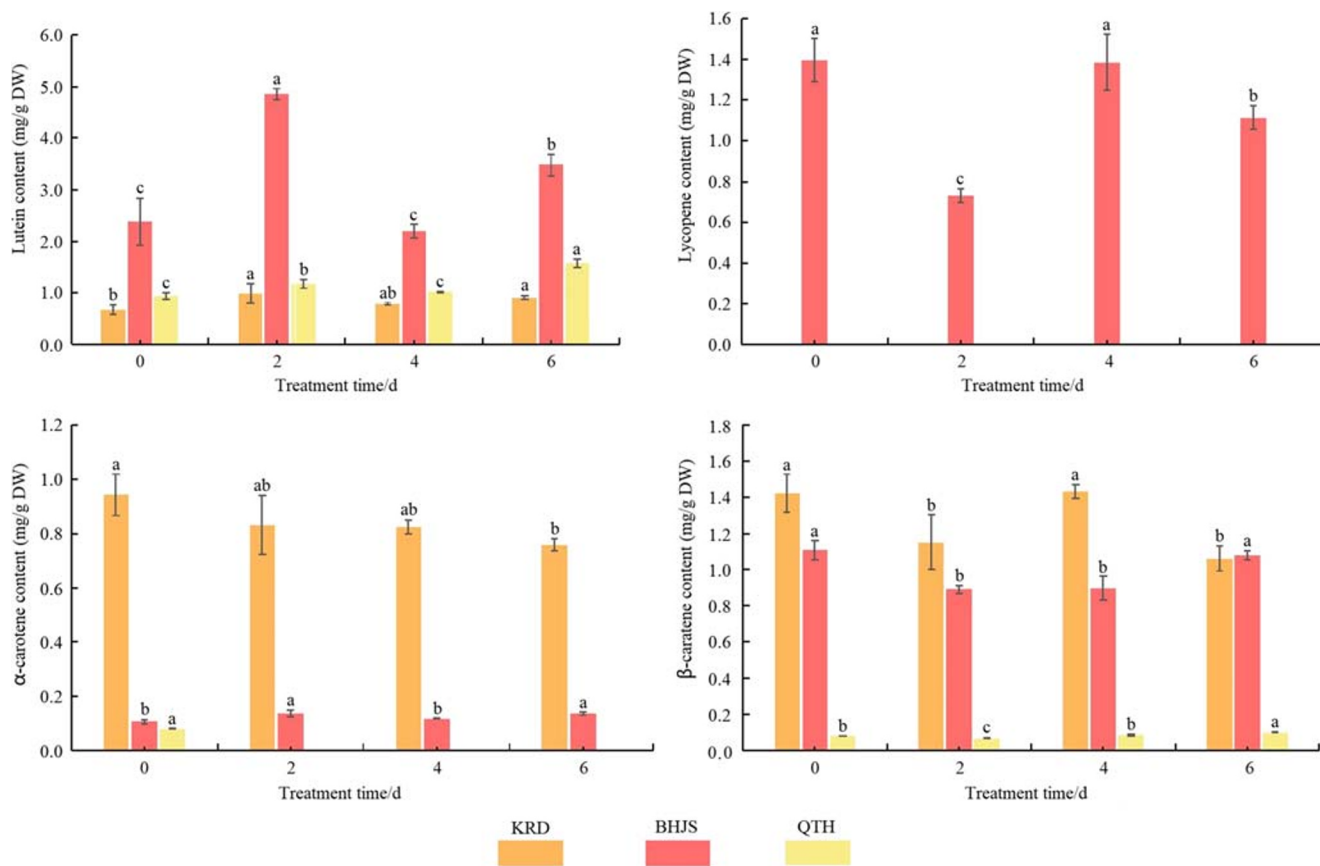 Lutein content (mg/g DW)
6.0
5.0
4.0
3.0
2.0
1.0
0.0
b
c
c
a
a
b
ab
c
c
a
b
a
0
2
4
6
Treatment time/d
Lycopene content (mg/g DW)
1.6
1.4
1.2
1.0
0.8
0.6
0.4
0.2
0.0
a
c
a
b
0
2
4
6
Treatment time/d
α-carotene content (mg/g DW)
1.2
1.0
0.8
0.6
0.4
0.2
0.0
a
b
a
ab
a
ab
b
b
a
0
2
4
6
Treatment time/d
β-caratene content (mg/g DW)
1.8
1.6
1.4
1.2
1.0
0.8
0.6
0.4
0.2
0.0
a
a
b
b
b
c
a
b
b
b
a
a
0
2
4
6
Treatment time/d
KRD
BHJS
QTH